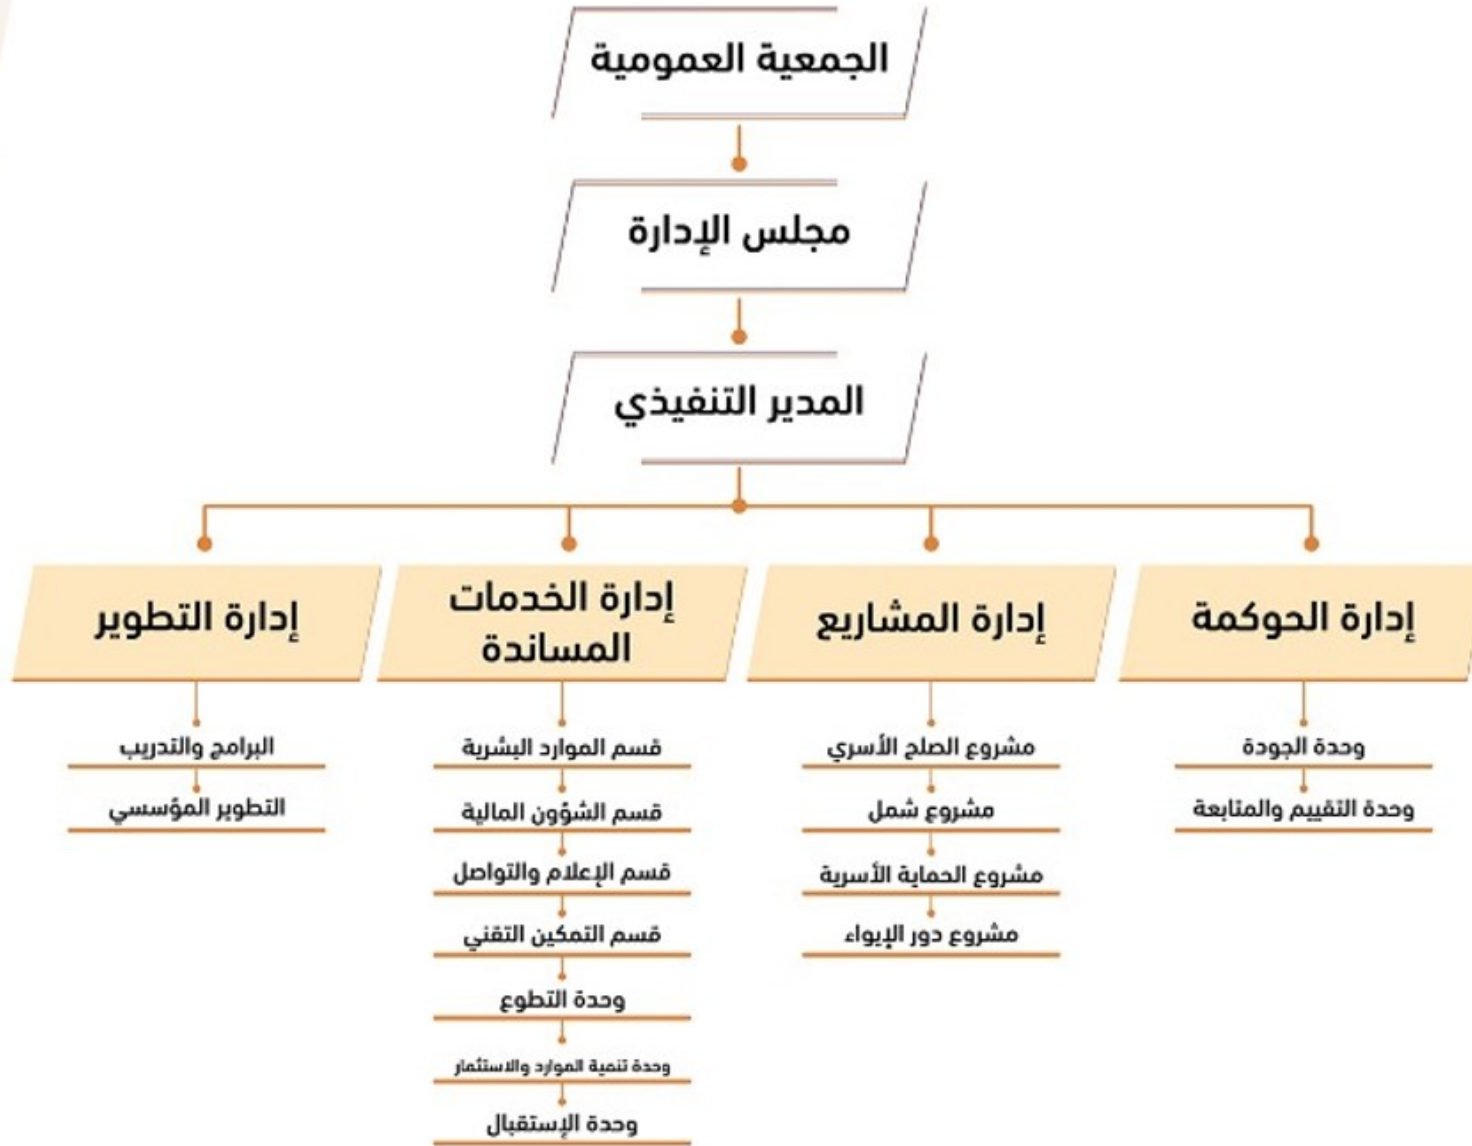 الجمعية العمومية
مجلس الإدارة
المدير التنفيذي
إدارة الحوكمة
وحدة الجودة
وحدة التقييم والمتابعة
إدارة المشاريع
مشروع الصلح الأسري
مشروع شمل
مشروع الحماية الأسرية
مشروع دور الإيواء
إدارة الخدمات
المساندة
قسم الموارد البشرية
قسم الشؤون المالية
قسم الإعلام والتواصل
قسم التمكين التقني
وحدة التطوع
وحدة تنمية الموارد والاستثمار
وحدة الإستقبال
إدارة التطوير
البرامج والتدريب
التطوير المؤسسي